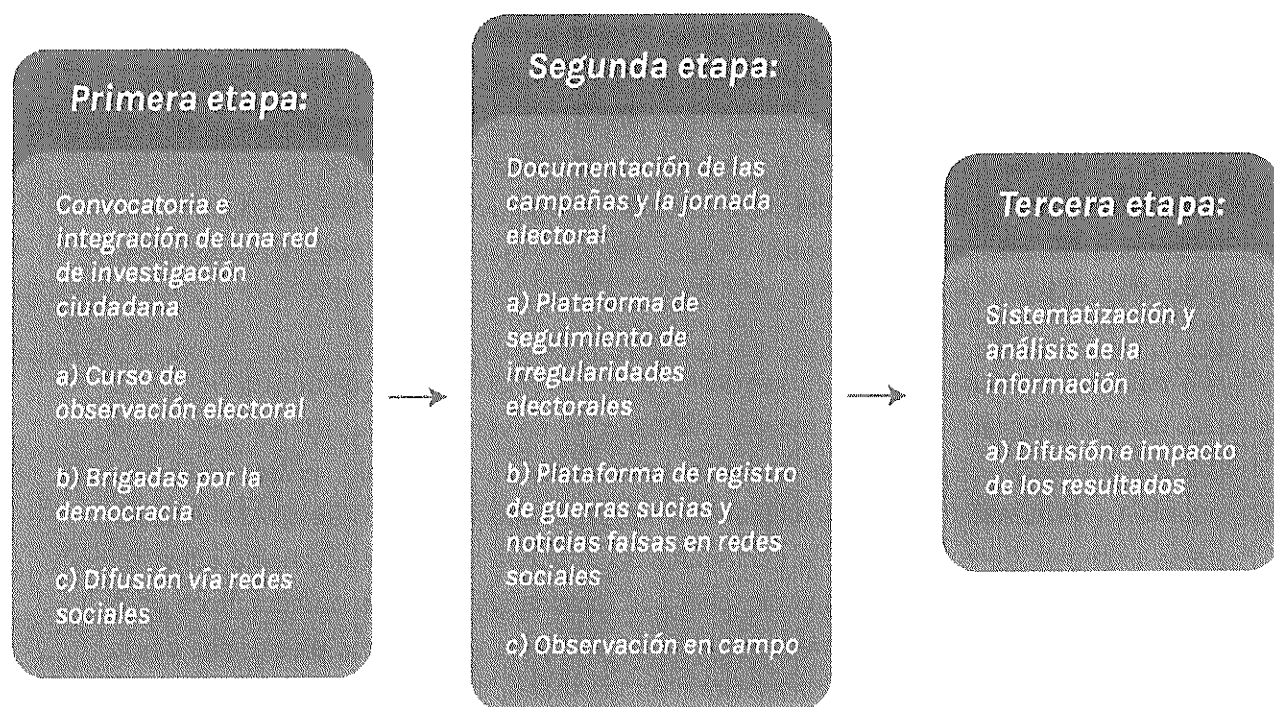 Primera etapa:
Convocatoria e
integración de una red
de investigación
ciudadana
a) Curso de
observación electoral
b) Brigadas por la
democracia
c) Difusión vía redes
sociales
Segunda etapa:
Documentación de las
campañas y la jornada
electoral
a) Plataforma de
seguimiento de
irregularidades
electorales
b) Plataforma de registro
de guerras sucias y
noticias falsas en redes
sociales
c) Observación en campo
Tercera etapa:
Sistematización y
análisis de la
información
a) Difusión e impacto
de los resultados